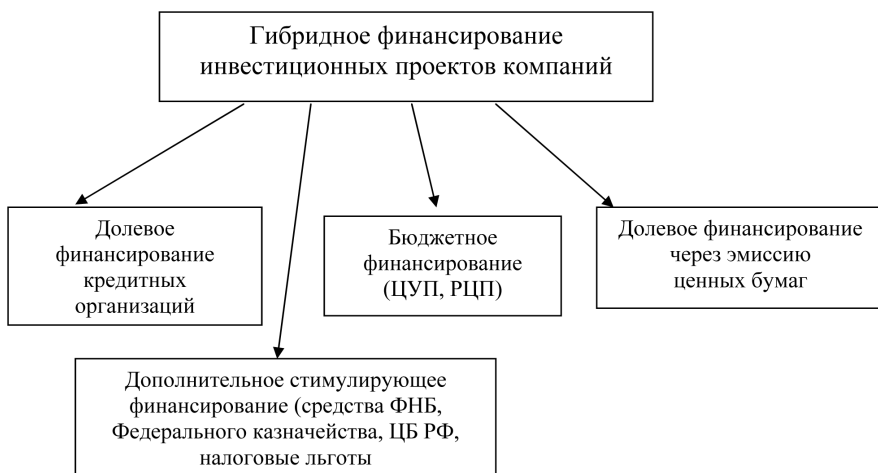 Гибридное финансирование
инвестиционных проектов компаний
Долевое
финансирование
кредитных
организаций
Бюджетное
финансирование
(ЦУП, РЦП)
Долевое финансирование
через эмиссию
ценных бумаг
Дополнительное стимулирующее
финансирование (средства ФНБ,
Федерального казначейства, ЦБ РФ,
налоговые льготы